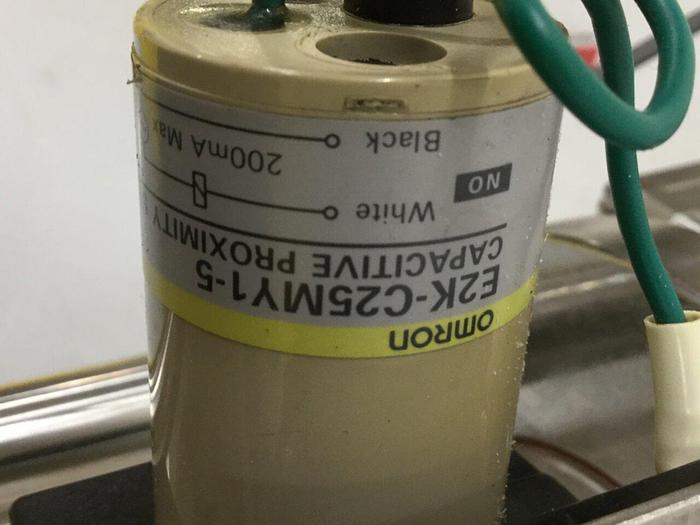 OMRON
E2K-C25MY1-5
CAPACITIVE PROXIMITY
White
NO
200mA Max
Black